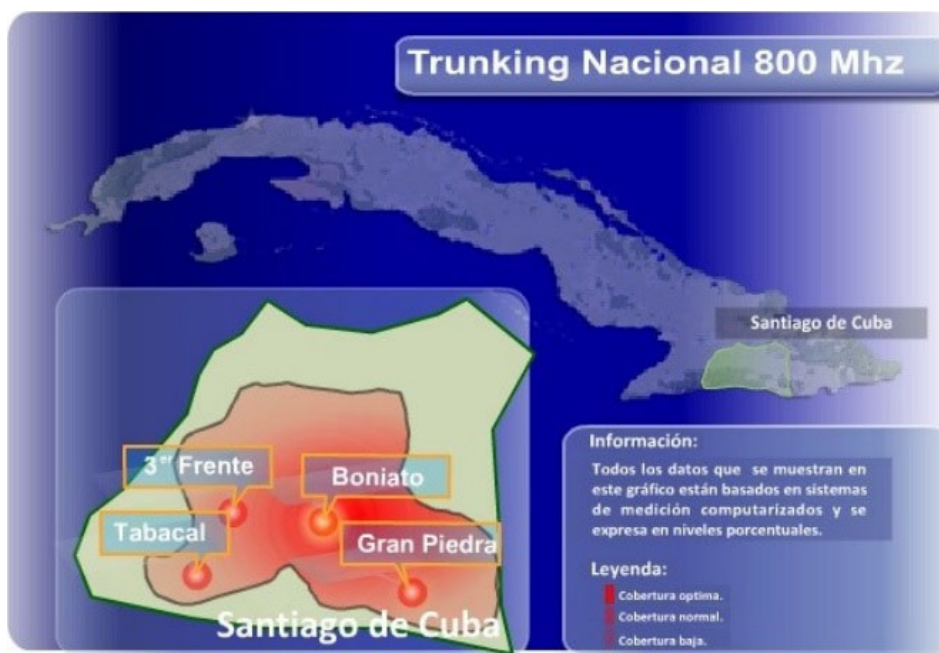 Trunking Nacional 800 Mhz
Santiago de Cuba
3er Frente
Boniato
Tabacal
Gran Piedra
Santiago de Cuba
Información:
Todos los datos que se muestran en
este gráfico están basados en sistemas
de medición computarizados y se
expresa en niveles porcentuales.
Leyenda:
Cobertura optima.
Cobertura normal.
Cobertura baja.